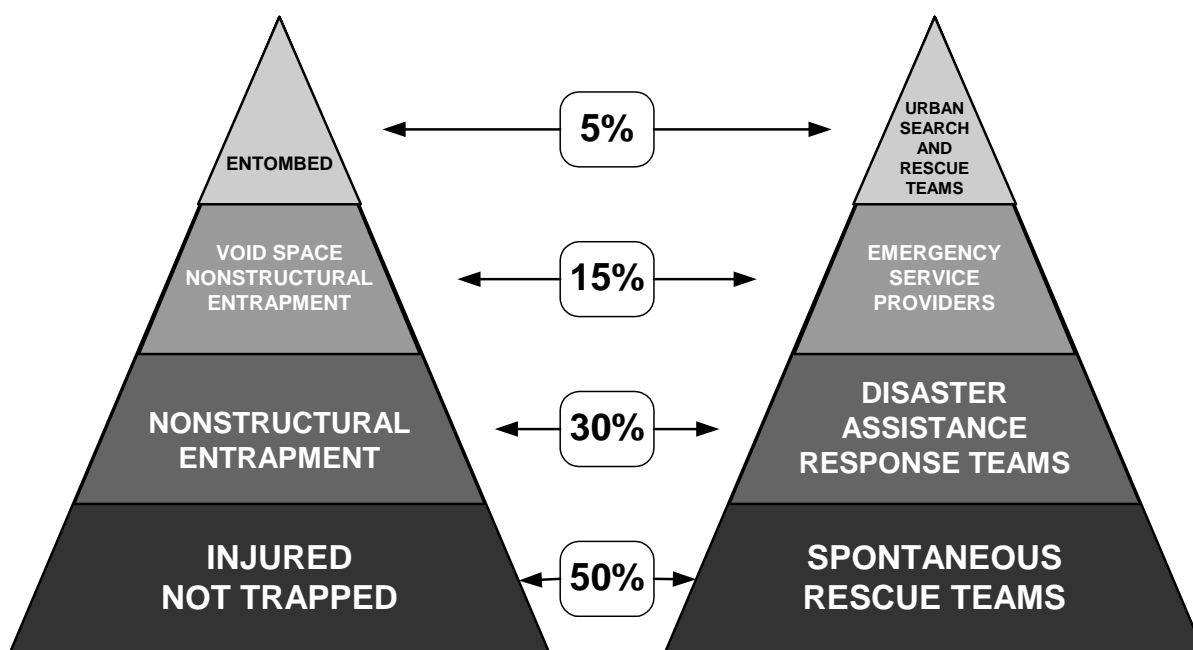 ENTOMBED
5%
URBAN
SEARCH
AND
RESCUE
TEAMS
VOID SPACE
NONSTRUCTURAL
ENTRAPMENT
15%
EMERGENCY
SERVICE
PROVIDERS
NONSTRUCTURAL
ENTRAPMENT
30%
DISASTER
ASSISTANCE
RESPONSE TEAMS
INJURED
NOT TRAPPED
50%
SPONTANEOUS
RESCUE TEAMS